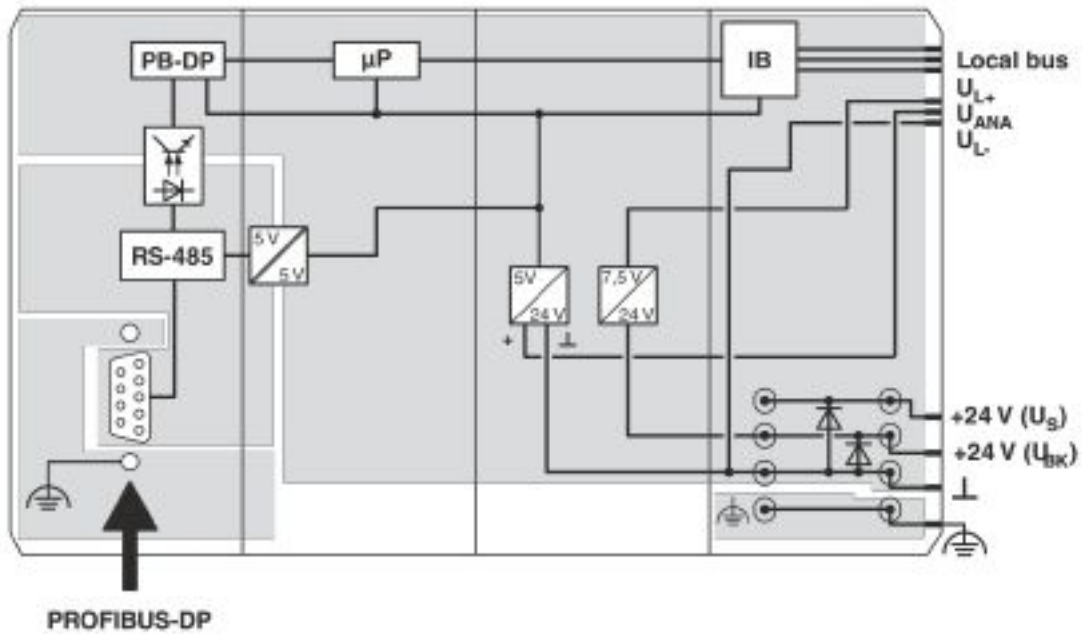 PB-DP
µP
IB
Local bus
UL+
UANA
UL-
RS-485
5 V
5 V
5V
24 V
7,5 V
24 V
+
⊥
+24 V (US)
+24 V (UBK)
⊥
PROFIBUS-DP